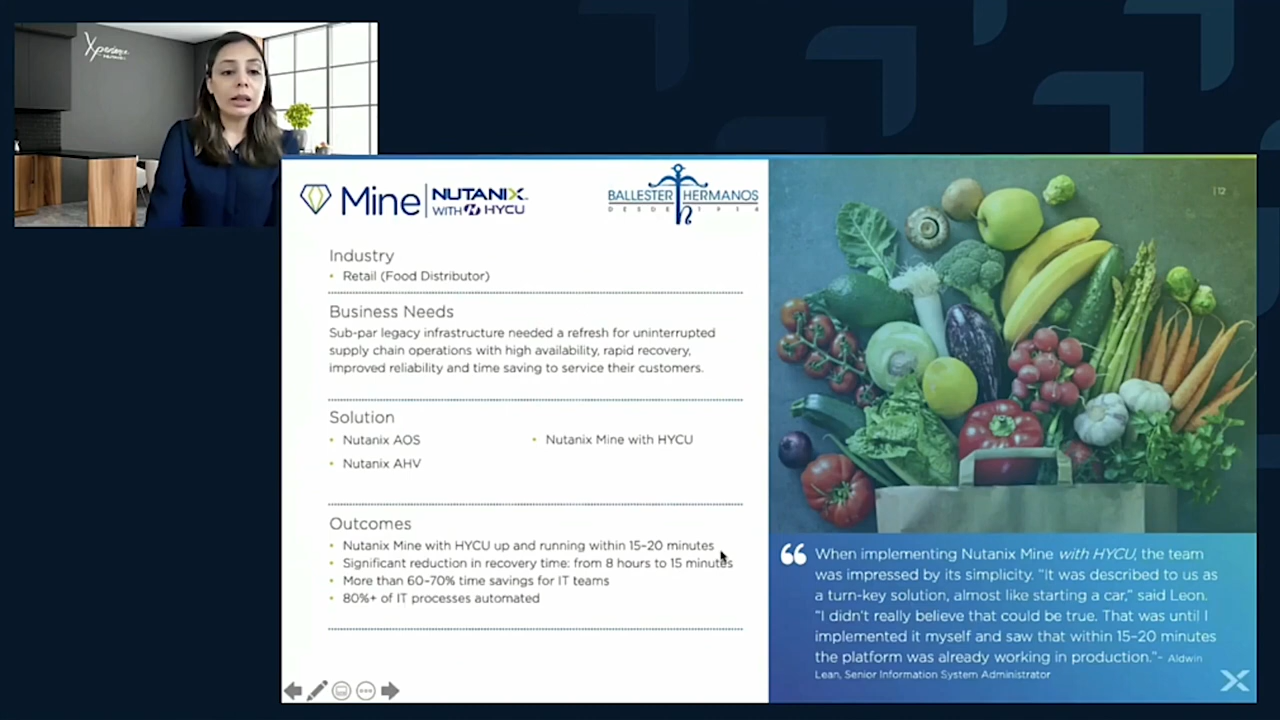 Xperience
Mine NUTANIX
WITH HYCU
BALLESTER HERMANOS
DESDE 1914
12
Industry
• Retail (Food Distributor)
Business Needs
Sub-par legacy infrastructure needed a refresh for uninterrupted
supply chain operations with high availability, rapid recovery,
improved reliability and time saving to service their customers.
Solution
• Nutanix AOS
• Nutanix Mine with HYCU
• Nutanix AHV
Outcomes
• Nutanix Mine with HYCU up and running within 15–20 minutes
• Significant reduction in recovery time: from 8 hours to 15 minutes
• More than 60–70% time savings for IT teams
• 80%+ of IT processes automated
“ When implementing Nutanix Mine with HYCU, the team
was impressed by its simplicity. “It was described to us as
a turn-key solution, almost like starting a car,” said Leon.
“I didn’t really believe that could be true. That was until I
implemented it myself and saw that within 15–20 minutes
the platform was already working in production.”- Aldwin
Lean, Senior Information System Administrator